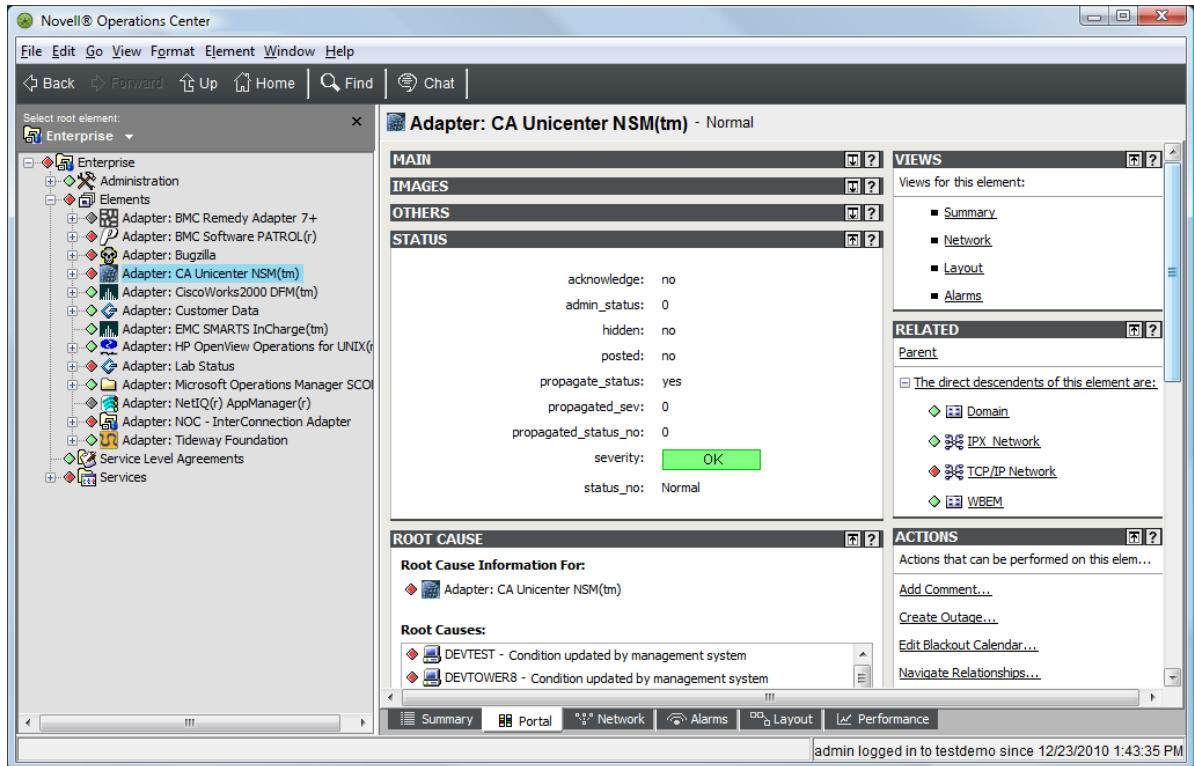 Novell® Operations Center
File Edit Go View Format Element Window Help
Back Forward Up Home Find Chat
Select root element:
Enterprise
Enterprise
Administration
Elements
Adapter: BMC Remedy Adapter 7+
Adapter: BMC Software PATROL(r)
Adapter: Bugzilla
Adapter: CA Unicenter NSM(tm)
Adapter: CiscoWorks2000 DFM(tm)
Adapter: Customer Data
Adapter: EMC SMARTS InCharge(tm)
Adapter: HP OpenView Operations for UNIX(r
Adapter: Lab Status
Adapter: Microsoft Operations Manager SCO
Adapter: NetIQ(r) AppManager(r)
Adapter: NOC - InterConnection Adapter
Adapter: Tideway Foundation
Service Level Agreements
Services
Adapter: CA Unicenter NSM(tm) - Normal
MAIN
IMAGES
OTHERS
STATUS
acknowledge: no
admin_status: 0
hidden: no
posted: no
propagate_status: yes
propagated_sev: 0
propagated_status_no: 0
severity: OK
status_no: Normal
ROOT CAUSE
Root Cause Information For:
Adapter: CA Unicenter NSM(tm)
Root Causes:
DEVTEST - Condition updated by management system
DEVTOWER8 - Condition updated by management system
VIEWS
Views for this element:
Summary
Network
Layout
Alarms
RELATED
Parent
The direct descendents of this element are:
Domain
IPX_Network
TCP/IP Network
WBEM
ACTIONS
Actions that can be performed on this elem...
Add Comment...
Create Outage...
Edit Blackout Calendar...
Navigate Relationships...
Summary Portal Network Alarms Layout Performance
admin logged in to testdemo since 12/23/2010 1:43:35 PM